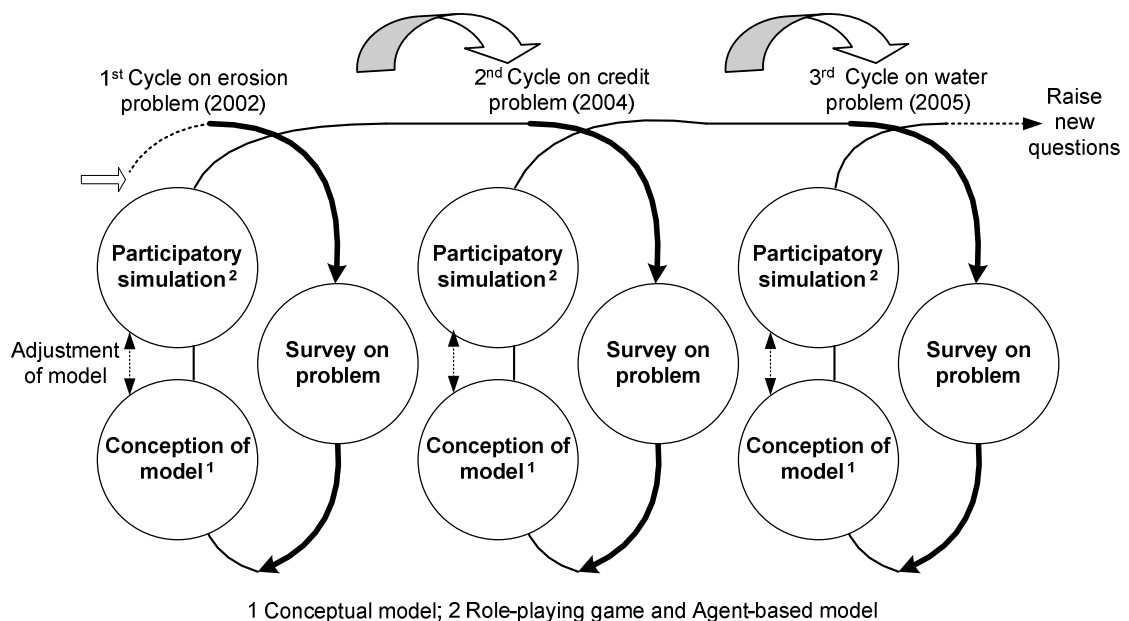 1st Cycle on erosion
problem (2002)
2nd Cycle on credit
problem (2004)
3rd Cycle on water
problem (2005)
Raise
new
questions
Participatory
simulation 2
Participatory
simulation 2
Participatory
simulation 2
Adjustment
of model
Survey on
problem
Survey on
problem
Survey on
problem
Conception of
model 1
Conception of
model 1
Conception of
model 1
1 Conceptual model; 2 Role-playing game and Agent-based model